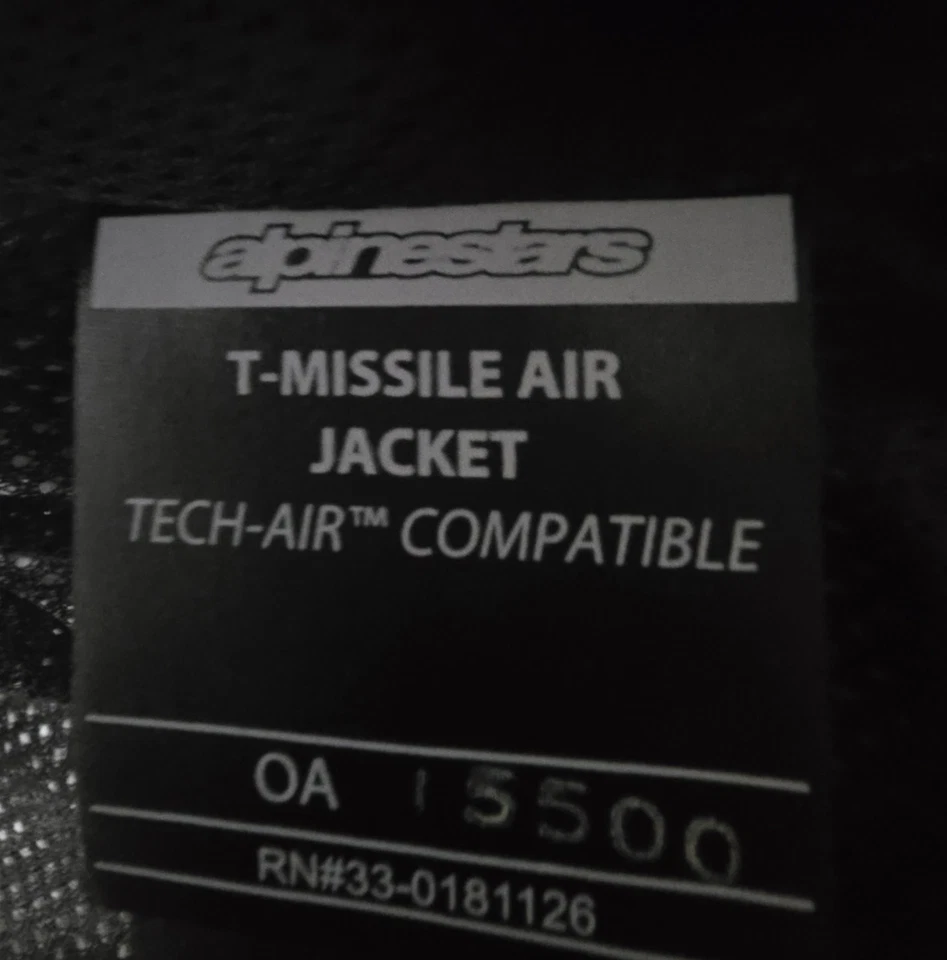 alpinestars
T-MISSILE AIR
JACKET
TECH-AIR™ COMPATIBLE
OA 15500
RN#33-0181126